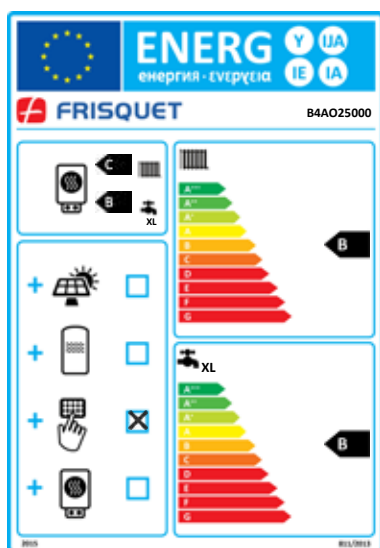 ENERG Y IJA
енергия · ενεργεια IE IA
FRISQUET B4AO25000
C
B
XL
A+++
A++
A+
A
B
C
D
E
F
G
B
+
+
XL
+
A+++
A++
A+
A
B
C
D
E
F
G
B
+
2015 811/2013